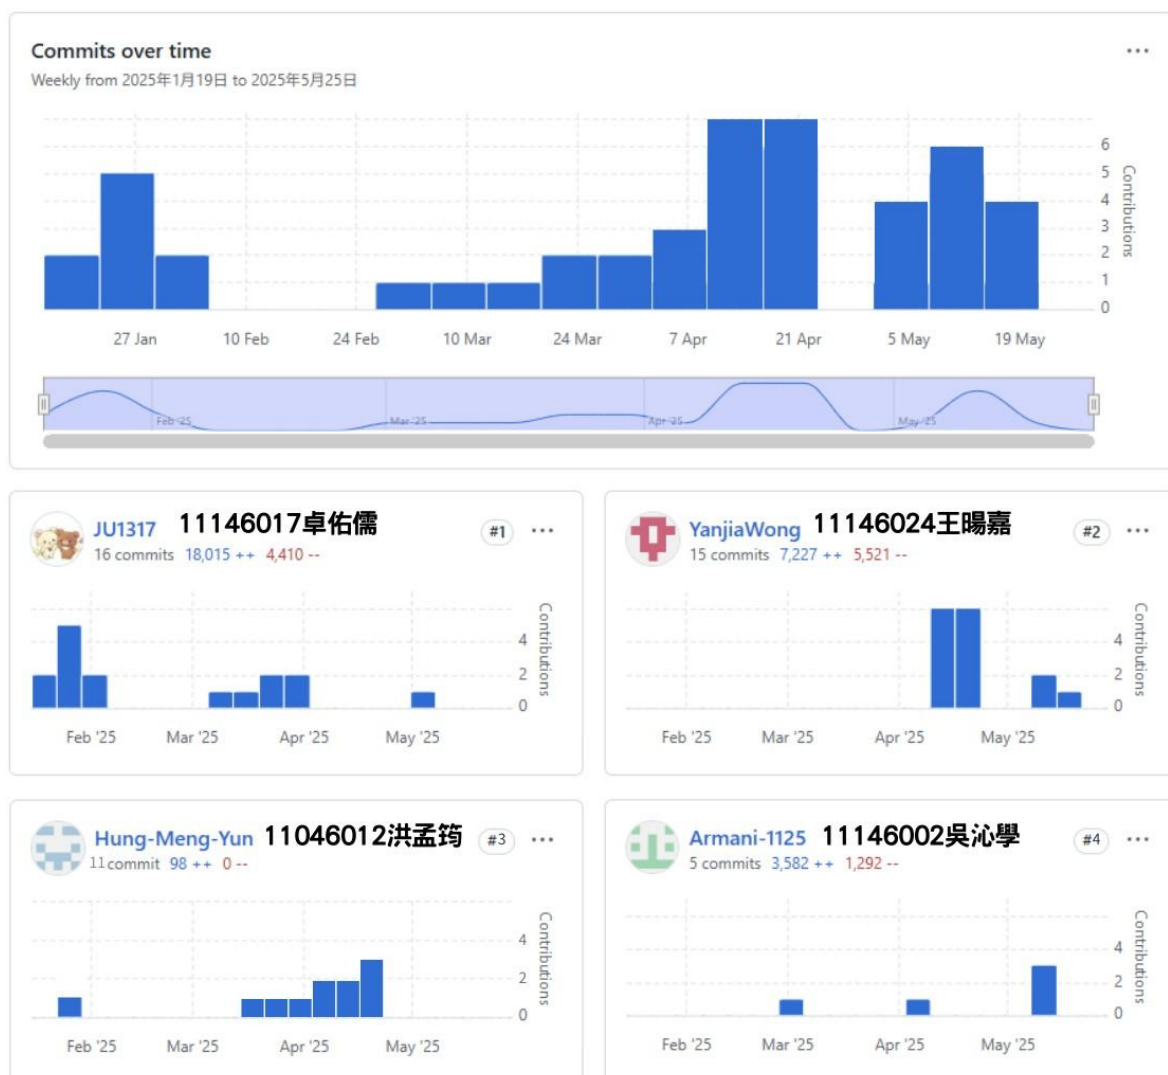 Commits over time
Weekly from 2025年1月19日 to 2025年5月25日
6
5
4
3
2
1
0
Contributions
27 Jan 10 Feb 24 Feb 10 Mar 24 Mar 7 Apr 21 Apr 5 May 19 May
Feb '25 Mar '25 Apr '25 May '25
JU1317 11146017卓佑儒 #1
16 commits 18,015 ++ 4,410 --
4
2
0
Contributions
Feb '25 Mar '25 Apr '25 May '25
YanjiaWong 11146024王暘嘉 #2
15 commits 7,227 ++ 5,521 --
4
2
0
Contributions
Feb '25 Mar '25 Apr '25 May '25
Hung-Meng-Yun 11046012洪孟筠 #3
11commit 98 ++ 0 --
4
2
0
Contributions
Feb '25 Mar '25 Apr '25 May '25
Armani-1125 11146002吳沁學 #4
5 commits 3,582 ++ 1,292 --
4
2
0
Contributions
Feb '25 Mar '25 Apr '25 May '25